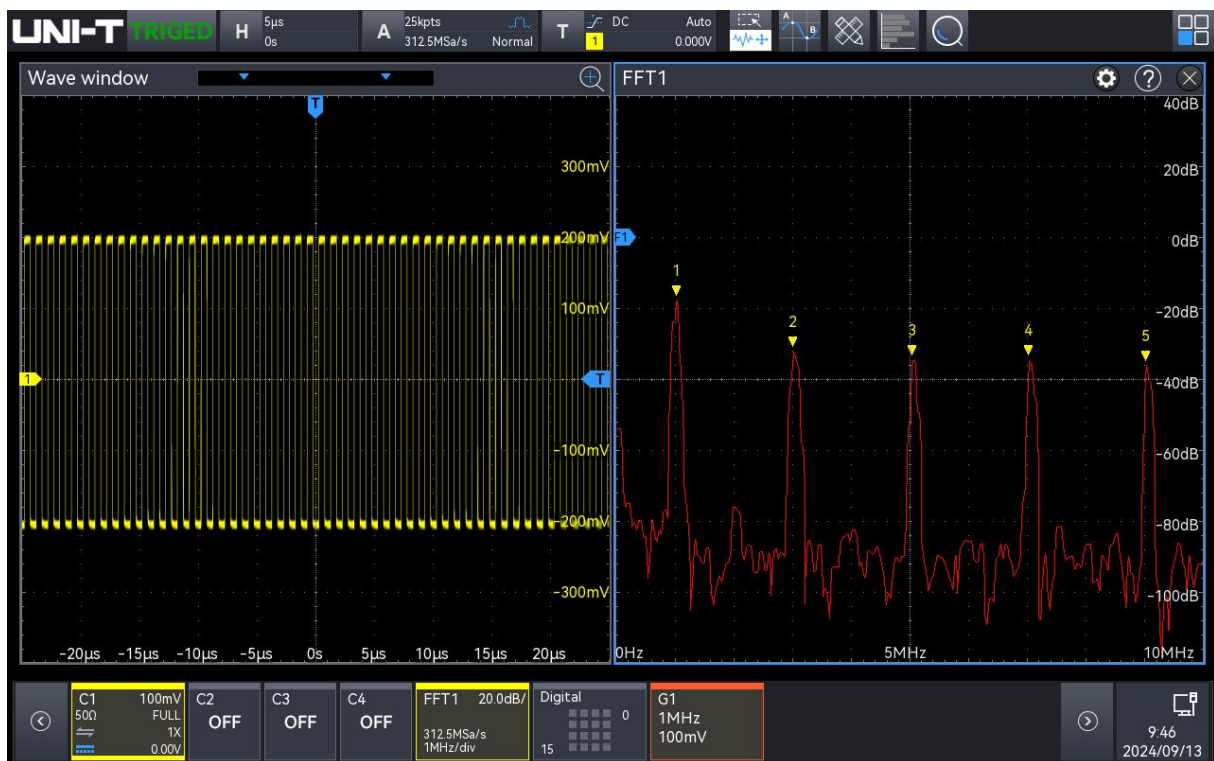 UNI-T TRIGED H 5µs 0s A 25kpts 312.5MSa/s Normal T DC 1 Auto 0.000V A B
Wave window
T
300mV
200mV
100mV
1
T
-100mV
-200mV
-300mV
-20µs -15µs -10µs -5µs 0s 5µs 10µs 15µs 20µs
FFT1 ?
40dB
20dB
F1 0dB
1
-20dB
2 3 4 5
-40dB
-60dB
-80dB
-100dB
0Hz 5MHz 10MHz
C1 100mV
50Ω FULL
1X
0.00V
C2
OFF
C3
OFF
C4
OFF
FFT1 20.0dB/
312.5MSa/s
1MHz/div
Digital
0
15
G1
1MHz
100mV
9:46
2024/09/13